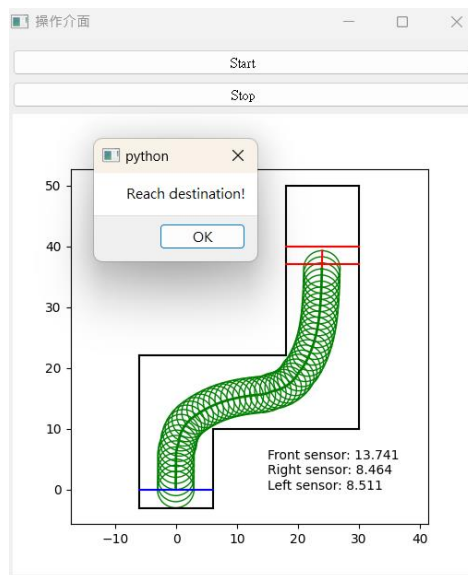 操作介面
Start
Stop
python
Reach destination!
OK
50
40
30
20
10
0
−10 0 10 20 30 40
Front sensor: 13.741
Right sensor: 8.464
Left sensor: 8.511